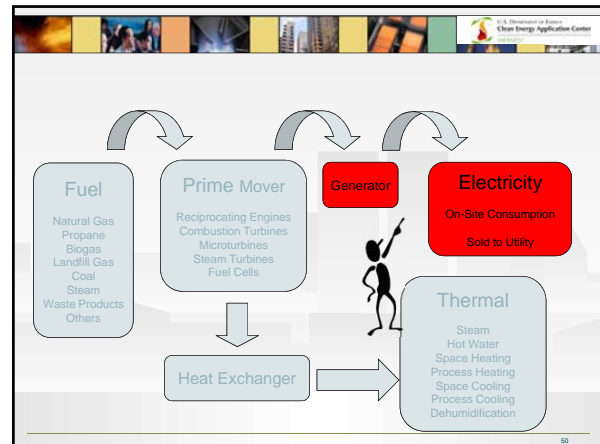 U.S. Department of Energy
Clean Energy Application Center
MIDWEST
Fuel
Natural Gas
Propane
Biogas
Landfill Gas
Coal
Steam
Waste Products
Others
Prime Mover
Reciprocating Engines
Combustion Turbines
Microturbines
Steam Turbines
Fuel Cells
Generator
Electricity
On-Site Consumption
Sold to Utility
Heat Exchanger
Thermal
Steam
Hot Water
Space Heating
Process Heating
Space Cooling
Process Cooling
Dehumidification
50